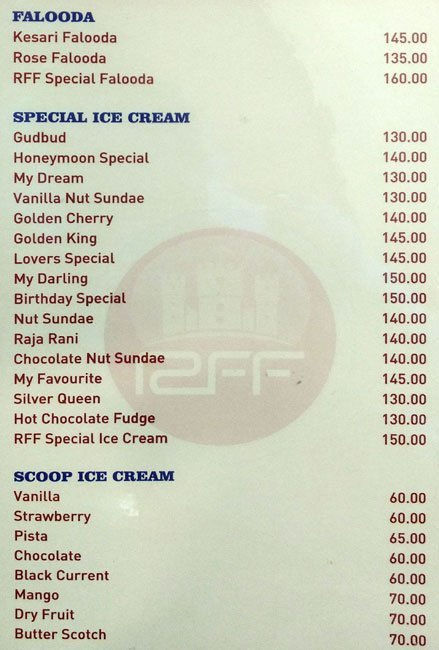 FALOODA
Kesari Falooda 145.00
Rose Falooda 135.00
RFF Special Falooda 160.00
SPECIAL ICE CREAM
Gudbud 130.00
Honeymoon Special 140.00
My Dream 130.00
Vanilla Nut Sundae 130.00
Golden Cherry 140.00
Golden King 145.00
Lovers Special 145.00
My Darling 150.00
Birthday Special 150.00
Nut Sundae 140.00
Raja Rani 140.00
Chocolate Nut Sundae 140.00
My Favourite 145.00
Silver Queen 130.00
Hot Chocolate Fudge 130.00
RFF Special Ice Cream 150.00
SCOOP ICE CREAM
Vanilla 60.00
Strawberry 60.00
Pista 65.00
Chocolate 60.00
Black Current 60.00
Mango 70.00
Dry Fruit 70.00
Butter Scotch 70.00